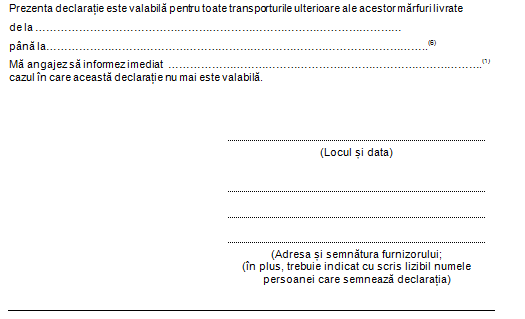 Prezenta declarație este valabilă pentru toate transporturile ulterioare ale acestor mărfuri livrate
de la ……………………………………………………………………………
până la……………………………………………………………………………(6)
Mă angajez să informez imediat …………………………………………………………………(1)
cazul în care această declarație nu mai este valabilă.
..............................................................................
(Locul și data)
..............................................................................
..............................................................................
..............................................................................
(Adresa și semnătura furnizorului;
(în plus, trebuie indicat cu scris lizibil numele
persoanei care semnează declarația)